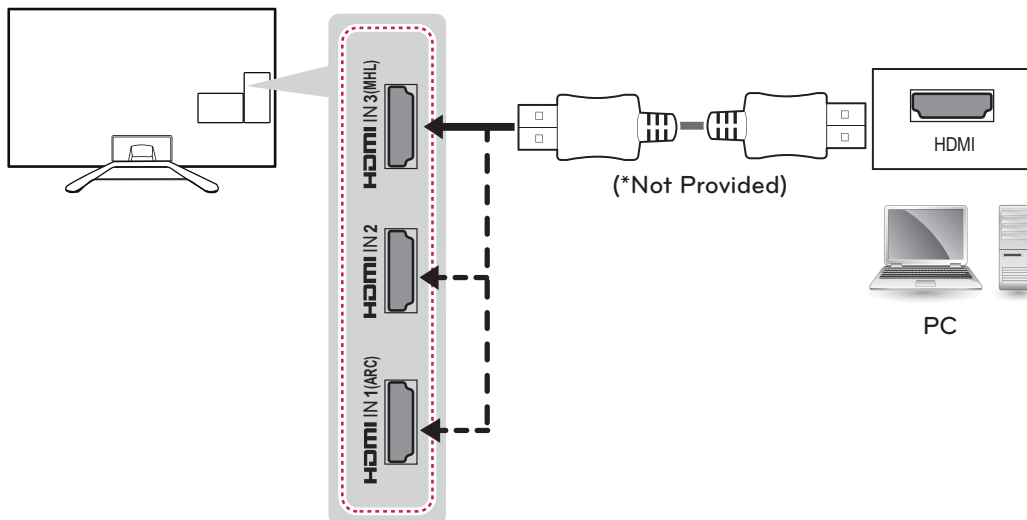 HDMI IN 3(MHL)
HDMI IN 2
HDMI IN 1(ARC)
(*Not Provided)
HDMI
PC